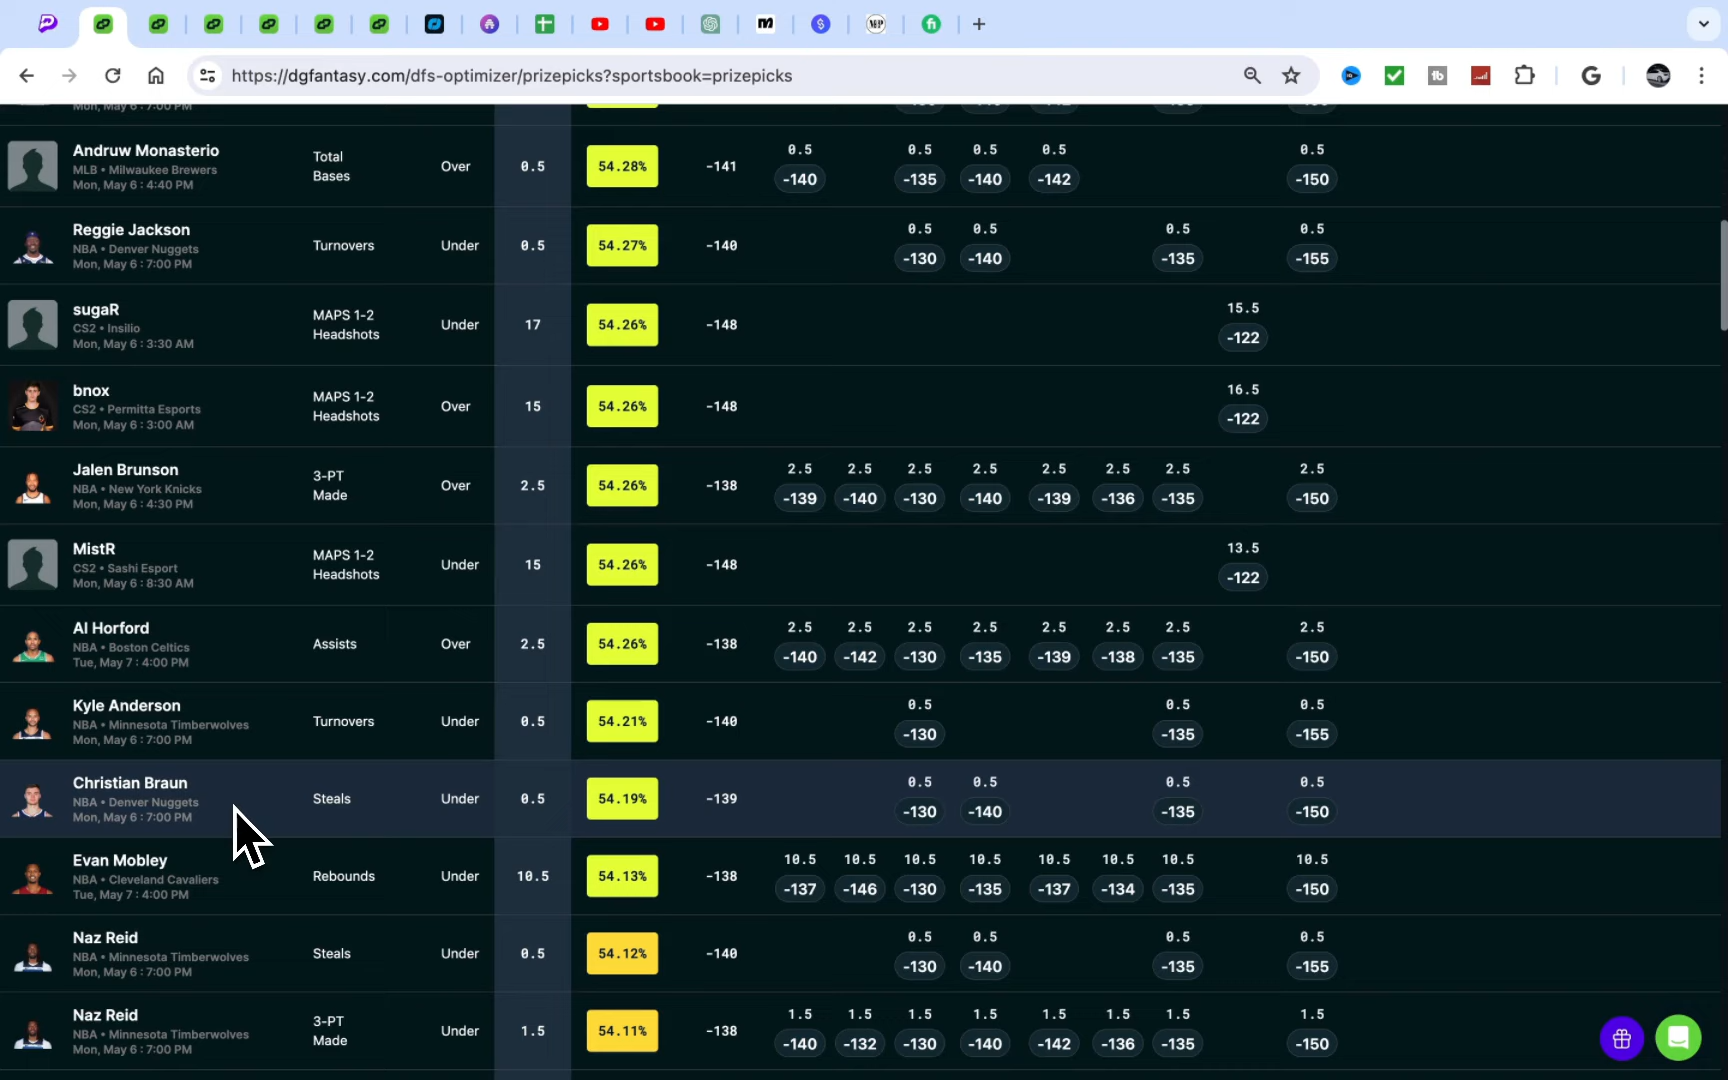 https://dgfantasy.com/dfs-optimizer/prizepicks?sportsbook=prizepicks
Mon, May 6 : 7:00 PM
Andruw Monasterio
MLB • Milwaukee Brewers
Mon, May 6 : 4:40 PM
Total
Bases
Over
0.5
54.28%
-141
0.5 0.5 0.5 0.5 0.5
-140 -135 -140 -142 -150
Reggie Jackson
NBA • Denver Nuggets
Mon, May 6 : 7:00 PM
Turnovers
Under
0.5
54.27%
-140
0.5 0.5 0.5 0.5
-130 -140 -135 -155
sugaR
CS2 • Insilio
Mon, May 6 : 3:30 AM
MAPS 1-2
Headshots
Under
17
54.26%
-148
15.5
-122
bnox
CS2 • Permitta Esports
Mon, May 6 : 3:00 AM
MAPS 1-2
Headshots
Over
15
54.26%
-148
16.5
-122
Jalen Brunson
NBA • New York Knicks
Mon, May 6 : 4:30 PM
3-PT
Made
Over
2.5
54.26%
-138
2.5 2.5 2.5 2.5 2.5 2.5 2.5 2.5
-139 -140 -130 -140 -139 -136 -135 -150
MistR
CS2 • Sashi Esport
Mon, May 6 : 8:30 AM
MAPS 1-2
Headshots
Under
15
54.26%
-148
13.5
-122
Al Horford
NBA • Boston Celtics
Tue, May 7 : 4:00 PM
Assists
Over
2.5
54.26%
-138
2.5 2.5 2.5 2.5 2.5 2.5 2.5 2.5
-140 -142 -130 -135 -139 -138 -135 -150
Kyle Anderson
NBA • Minnesota Timberwolves
Mon, May 6 : 7:00 PM
Turnovers
Under
0.5
54.21%
-140
0.5 0.5 0.5
-130 -135 -155
Christian Braun
NBA • Denver Nuggets
Mon, May 6 : 7:00 PM
Steals
Under
0.5
54.19%
-139
0.5 0.5 0.5 0.5
-130 -140 -135 -150
Evan Mobley
NBA • Cleveland Cavaliers
Tue, May 7 : 4:00 PM
Rebounds
Under
10.5
54.13%
-138
10.5 10.5 10.5 10.5 10.5 10.5 10.5 10.5
-137 -146 -130 -135 -137 -134 -135 -150
Naz Reid
NBA • Minnesota Timberwolves
Mon, May 6 : 7:00 PM
Steals
Under
0.5
54.12%
-140
0.5 0.5 0.5 0.5
-130 -140 -135 -155
Naz Reid
NBA • Minnesota Timberwolves
Mon, May 6 : 7:00 PM
3-PT
Made
Under
1.5
54.11%
-138
1.5 1.5 1.5 1.5 1.5 1.5 1.5 1.5
-140 -132 -130 -140 -142 -136 -135 -150